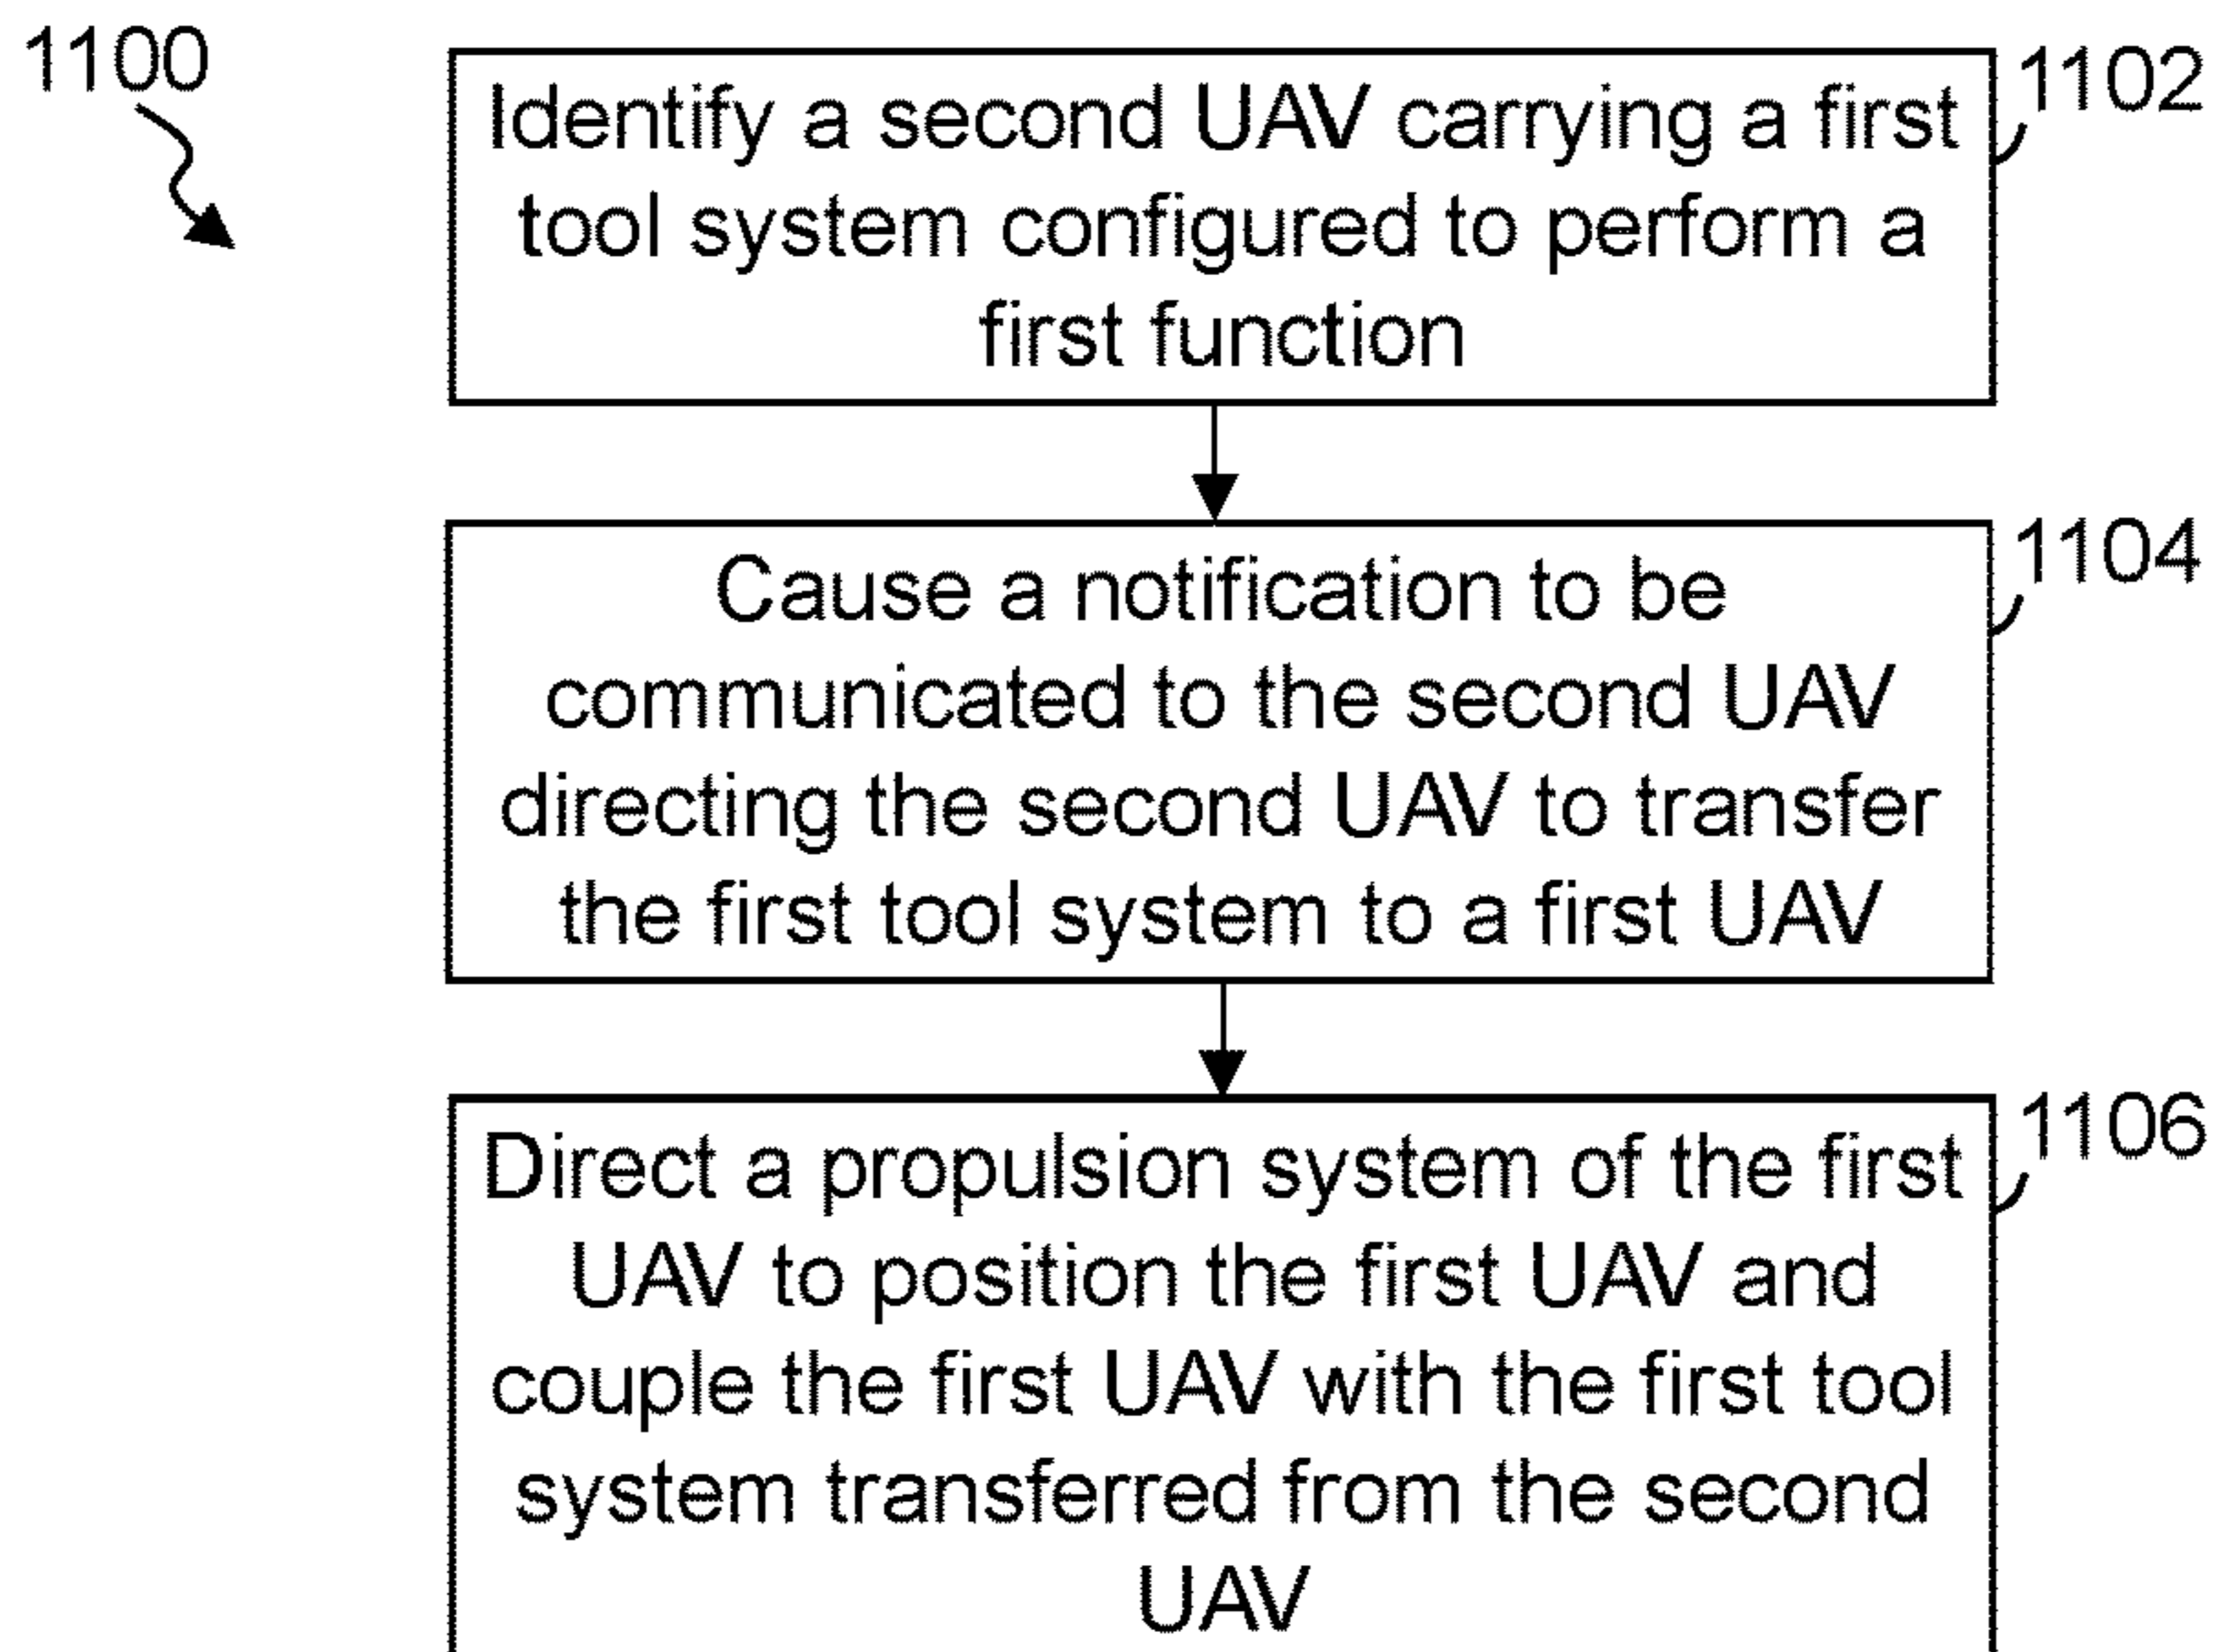 1100
1102
Identify a second UAV carrying a first
tool system configured to perform a
first function
1104
Cause a notification to be
communicated to the second UAV
directing the second UAV to transfer
the first tool system to a first UAV
1106
Direct a propulsion system of the first
UAV to position the first UAV and
couple the first UAV with the first tool
system transferred from the second
UAV